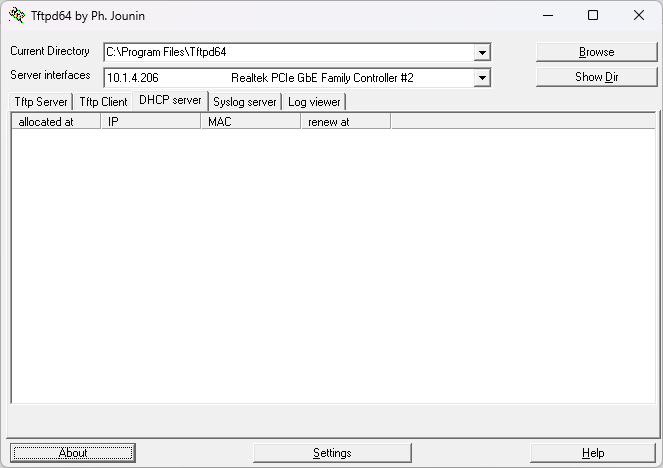 Tftpd64 by Ph. Jounin
Current Directory C:\Program Files\Tftpd64 Browse
Server interfaces 10.1.4.206 Realtek PCIe GbE Family Controller #2 Show Dir
Tftp Server Tftp Client DHCP server Syslog server Log viewer
allocated at IP MAC renew at
About Settings Help